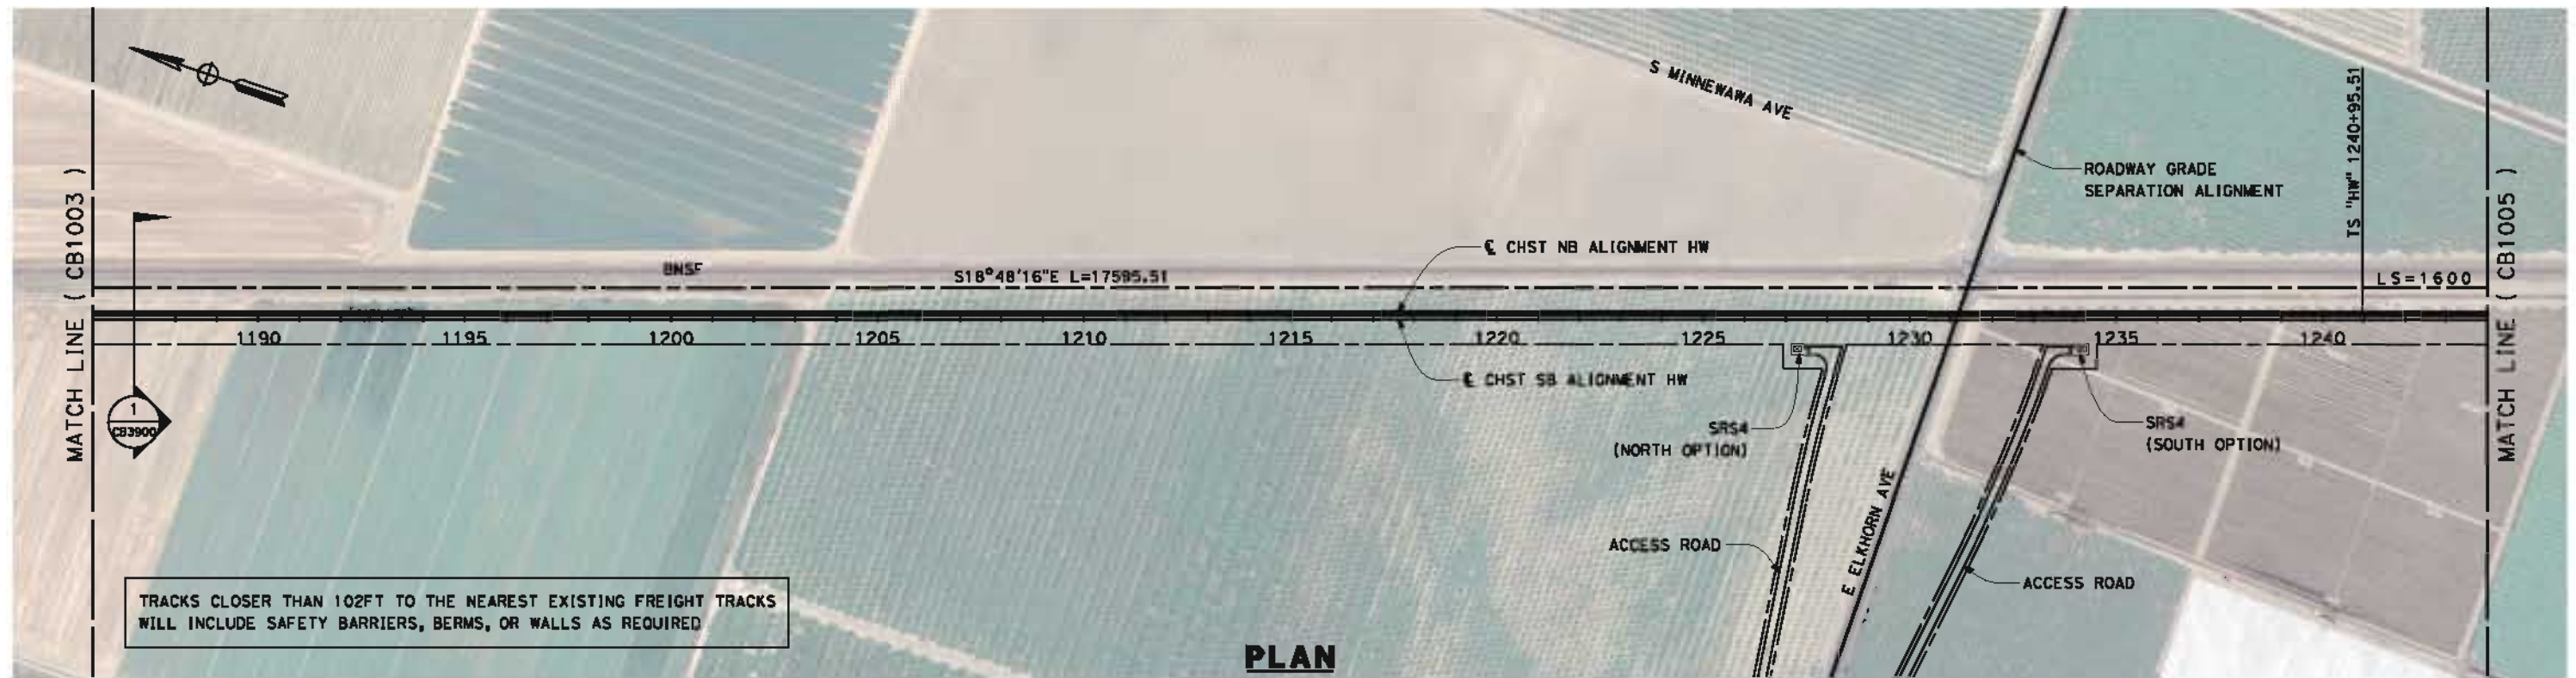 MATCH LINE ( CB1003 )
1
CB3900
BNSF
S18°48'16"E L=17595.51
S MINNEWAWA AVE
℄ CHST NB ALIGNMENT HW
ROADWAY GRADE
SEPARATION ALIGNMENT
TS "HW" 1240+95.51
LS=1600
MATCH LINE ( CB1005 )
1190 1195 1200 1205 1210 1215 1220 1225 1230 1235 1240
℄ CHST SB ALIGNMENT HW
SRS4
(NORTH OPTION)
SRS4
(SOUTH OPTION)
ACCESS ROAD
E ELKHORN AVE
ACCESS ROAD
TRACKS CLOSER THAN 102FT TO THE NEAREST EXISTING FREIGHT TRACKS
WILL INCLUDE SAFETY BARRIERS, BERMS, OR WALLS AS REQUIRED
PLAN